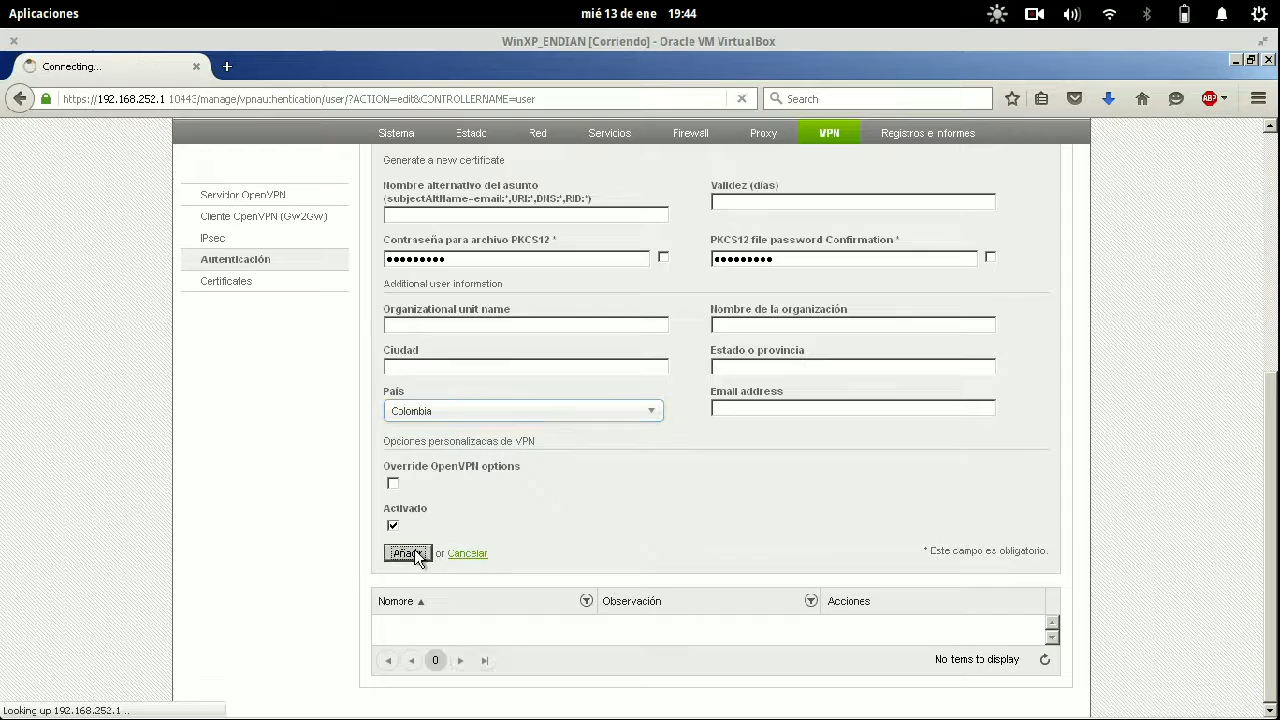 Aplicaciones
mié 13 de ene 19:44
WinXP_ENDIAN [Corriendo] - Oracle VM VirtualBox
Connecting...
https://192.168.252.1:10443/manage/vpnauthentication/user/?ACTION=edit&CONTROLLERNAME=user
Search
ABP
Sistema
Estado
Red
Servicios
Firewall
Proxy
VPN
Registros e Informes
Servidor OpenVPN
Cliente OpenVPN (Gw2Gw)
IPsec
Autenticación
Certificates
Generate a new certificate
Nombre alternativo del asunto
(subjectAltName=email:*,URI:*,DNS:*,RID:*)
Validez (días)
Contraseña para archivo PKCS12 *
PKCS12 file password Confirmation *
Additional user information
Organizational unit name
Nombre de la organización
Ciudad
Estado o provincia
País
Email address
Colombia
Opciones personalizacas de VPN
Override OpenVPN options
Activado
Añadir or Cancelar
* Este campo es obligatorio.
Nombre
Observación
Acciones
0
No items to display
Looking up 192.168.252.1...